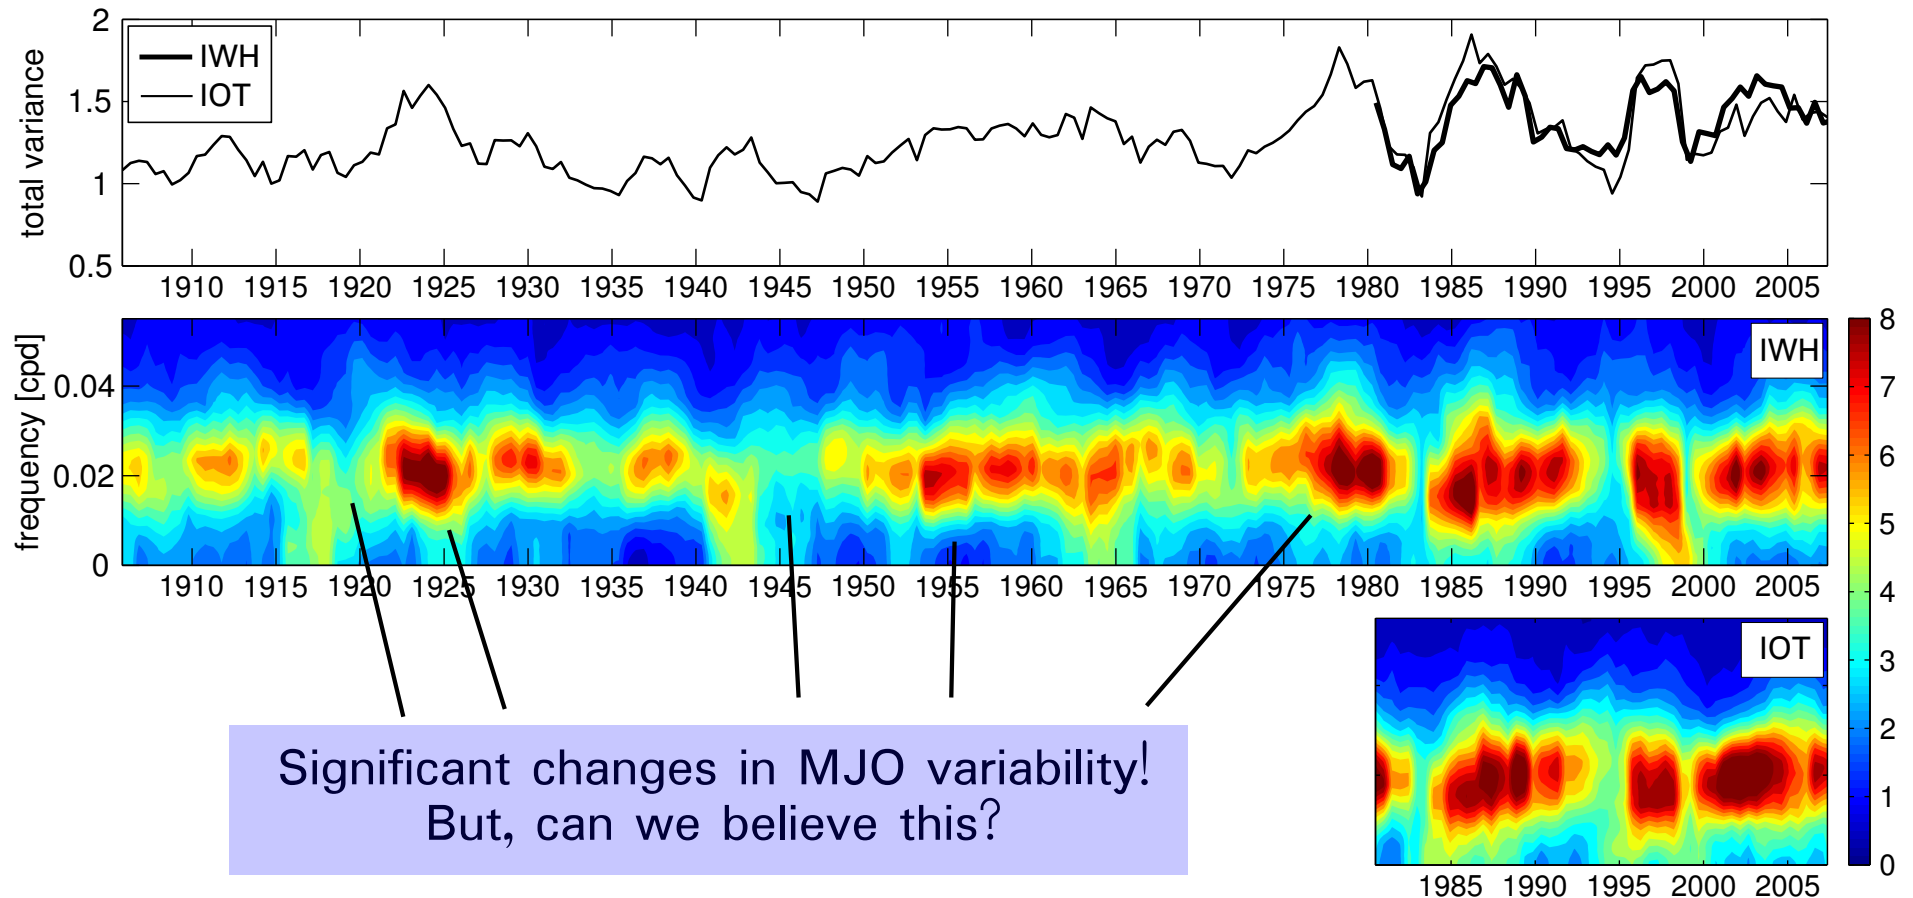 2
1.5
1
0.5
total variance
IWH
IOT
1910 1915 1920 1925 1930 1935 1940 1945 1950 1955 1960 1965 1970 1975 1980 1985 1990 1995 2000 2005
0.04
0.02
0
frequency [cpd]
IWH
1910 1915 1920 1925 1930 1935 1940 1945 1950 1955 1960 1965 1970 1975 1980 1985 1990 1995 2000 2005
8
7
6
5
4
3
2
1
0
IOT
1985 1990 1995 2000 2005
Significant changes in MJO variability!
But, can we believe this?